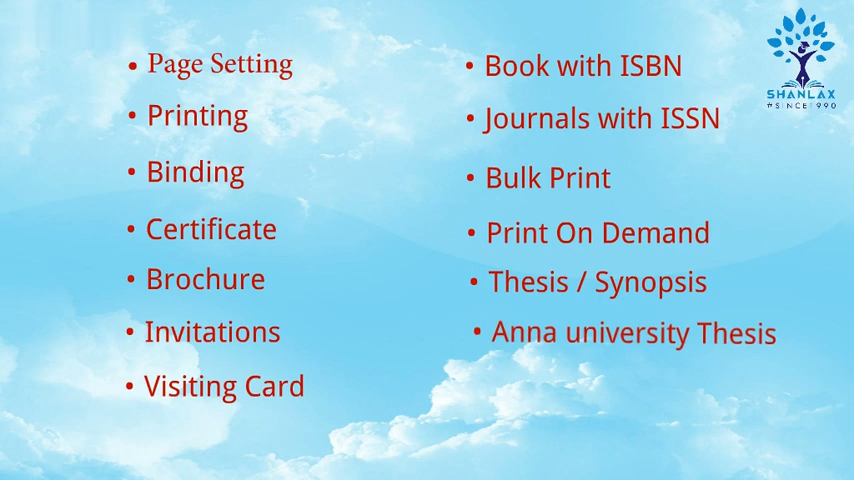 • Page Setting
• Printing
• Binding
• Certificate
• Brochure
• Invitations
• Visiting Card
• Book with ISBN
• Journals with ISSN
• Bulk Print
• Print On Demand
• Thesis / Synopsis
• Anna university Thesis
SHANLAX
#SINCE1990